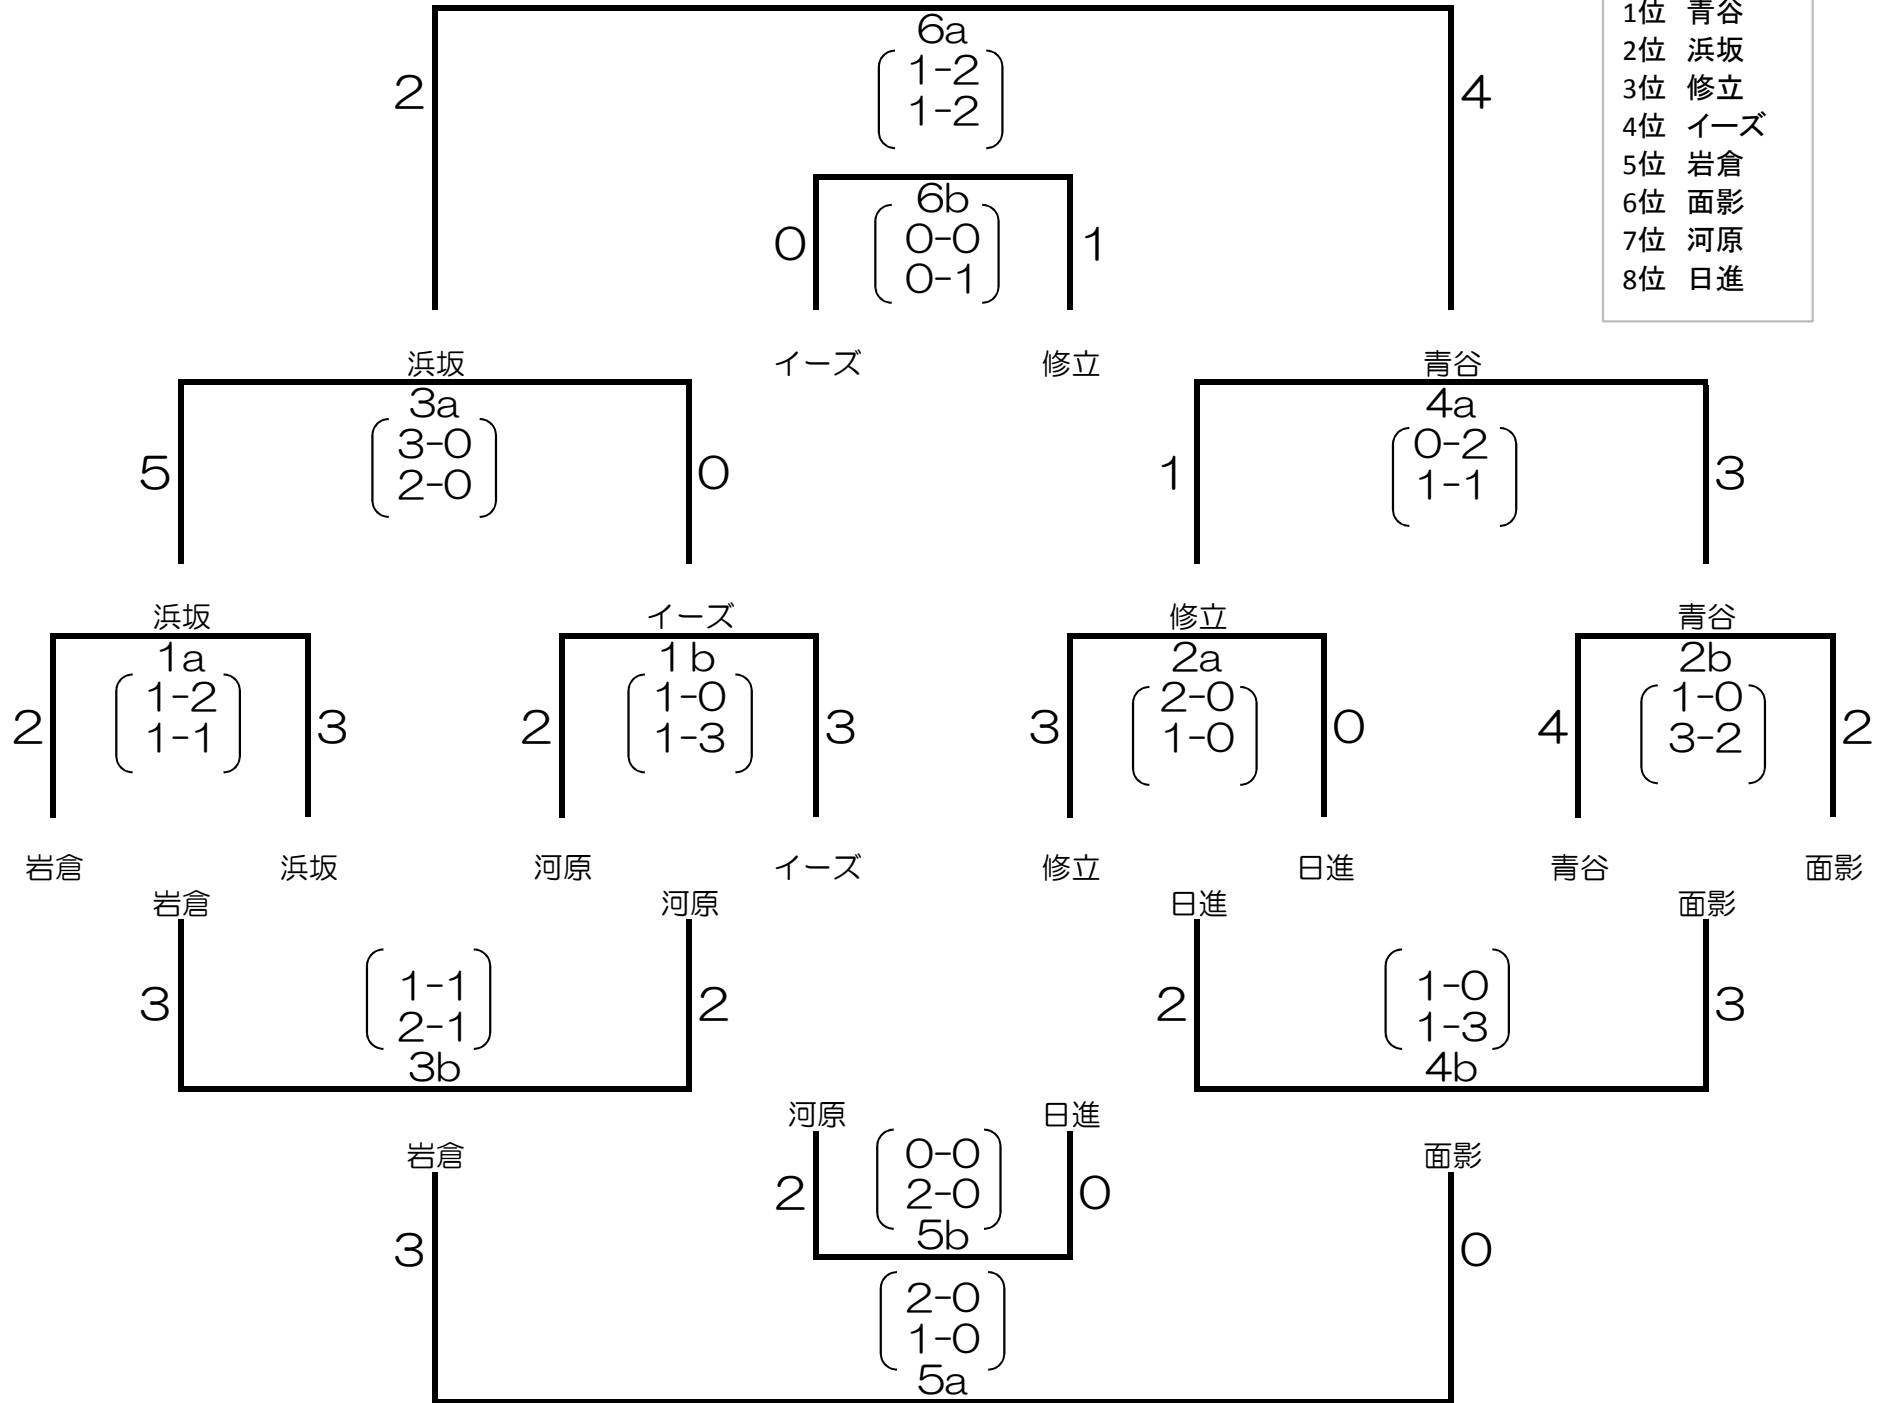 6a
1-2
1-2
2
4
1位 青谷
2位 浜坂
3位 修立
4位 イーズ
5位 岩倉
6位 面影
7位 河原
8位 日進
6b
0-0
0-1
0
1
浜坂
イーズ
修立
青谷
3a
3-0
2-0
5
0
4a
0-2
1-1
1
3
浜坂
イーズ
修立
青谷
1a
1-2
1-1
2
3
1b
1-0
1-3
2
3
2a
2-0
1-0
3
0
2b
1-0
3-2
4
2
岩倉
浜坂
河原
イーズ
修立
日進
青谷
面影
岩倉
河原
日進
面影
3
1-1
2-1
3b
2
2
1-0
1-3
4b
3
河原
日進
2
0-0
2-0
5b
0
岩倉
面影
3
2-0
1-0
5a
0